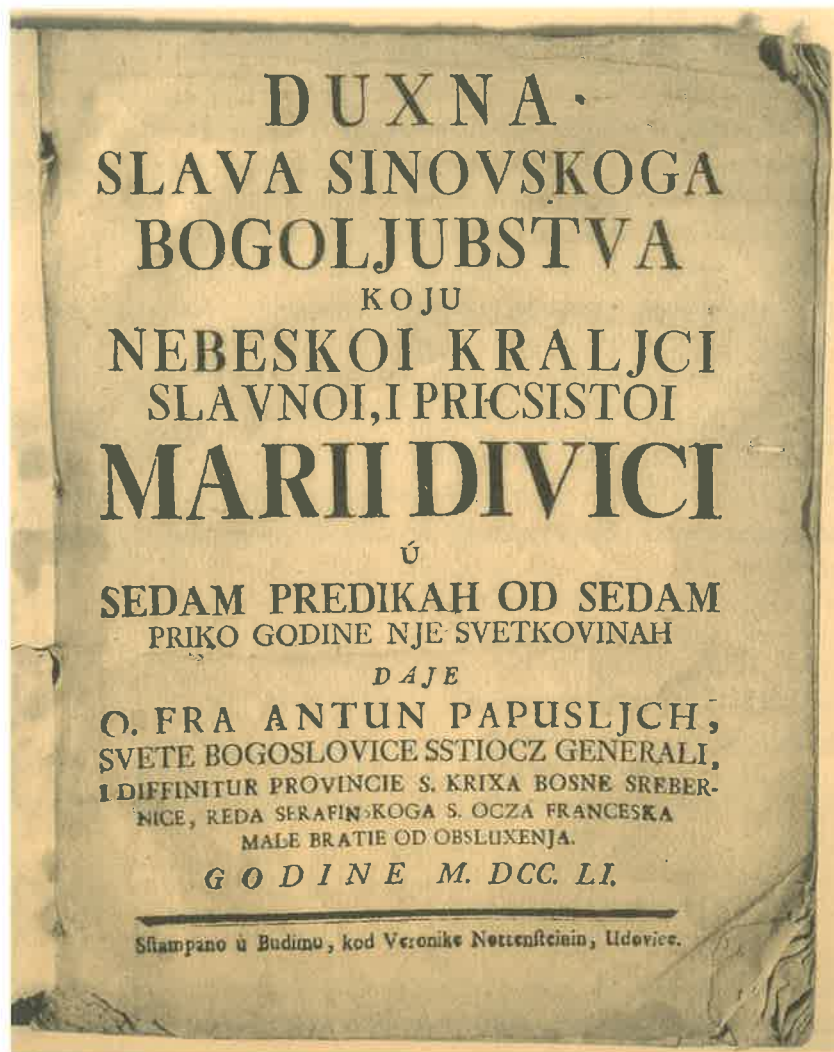 DUXNA
SLAVA SINOVSKOGA
BOGOLJUBSTVA
KOJU
NEBESKOI KRALJCI
SLAVNOI, I PRICSISTOI
MARII DIVICI
Ú
SEDAM PREDIKAH OD SEDAM
PRIKO GODINE NJE SVETKOVINAH
DAJE
O. FRA ANTUN PAPUSLJCH,
SVETE BOGOSLOVICE SSTIOCZ GENERALI,
I DIFFINITUR PROVINCIE S. KRIXA BOSNE SREBER-
NICE, REDA SERAFINSKOGA S. OCZA FRANCESKA
MALE BRATIE OD OBSLUXENJA.
GODINE M. DCC. LI.
Sſtampano ù Budimu, kod Veronike Nottenſteinin, Udovice.